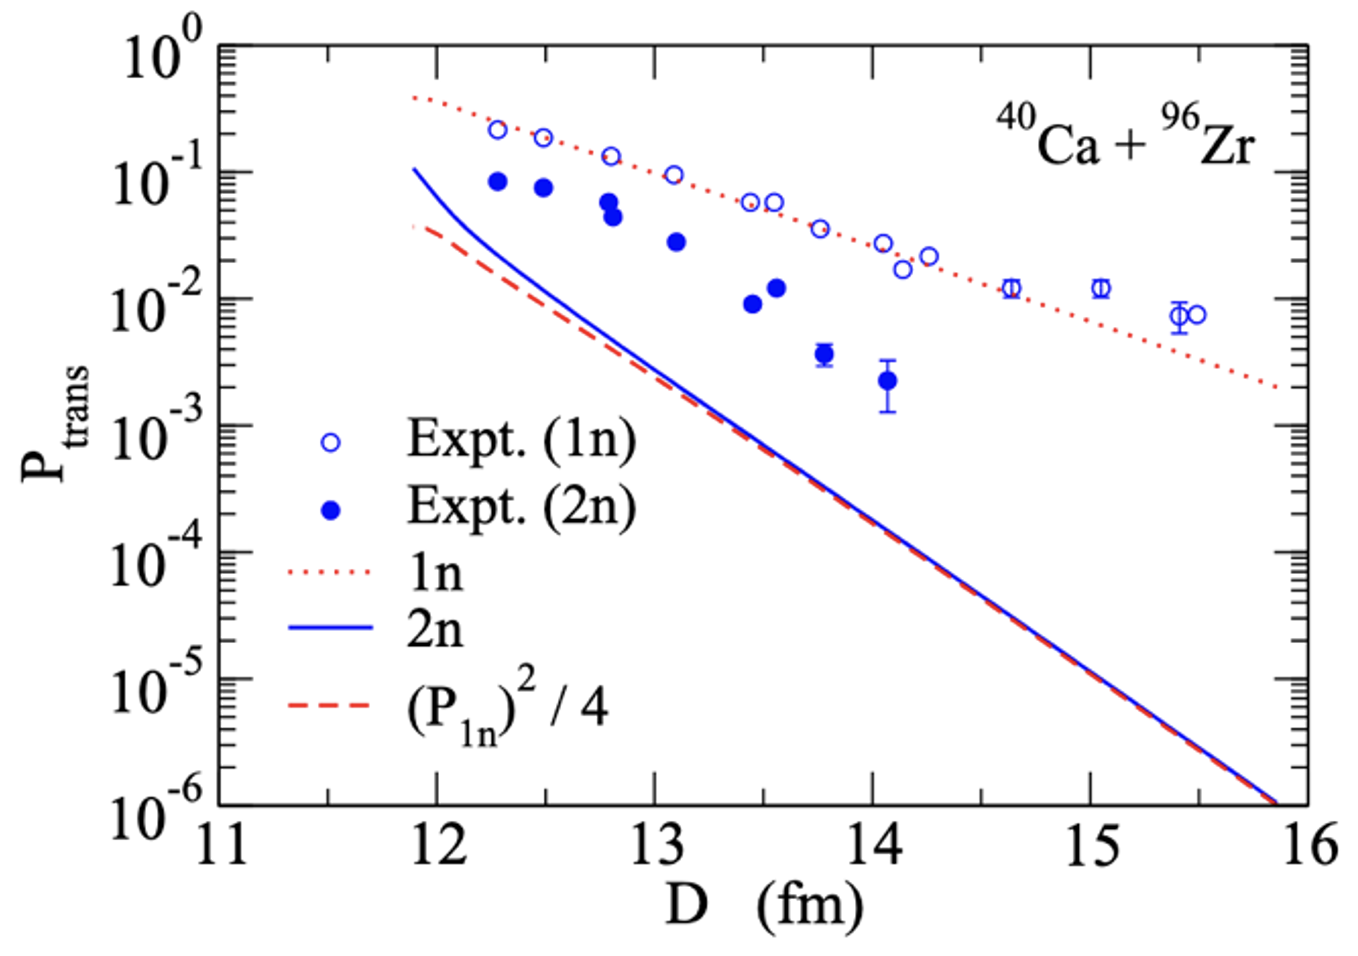 10^0
10^-1
10^-2
10^-3
10^-4
10^-5
10^-6
P_trans
^40Ca + ^96Zr
Expt. (1n)
Expt. (2n)
1n
2n
(P_1n)^2 / 4
11 12 13 14 15 16
D (fm)